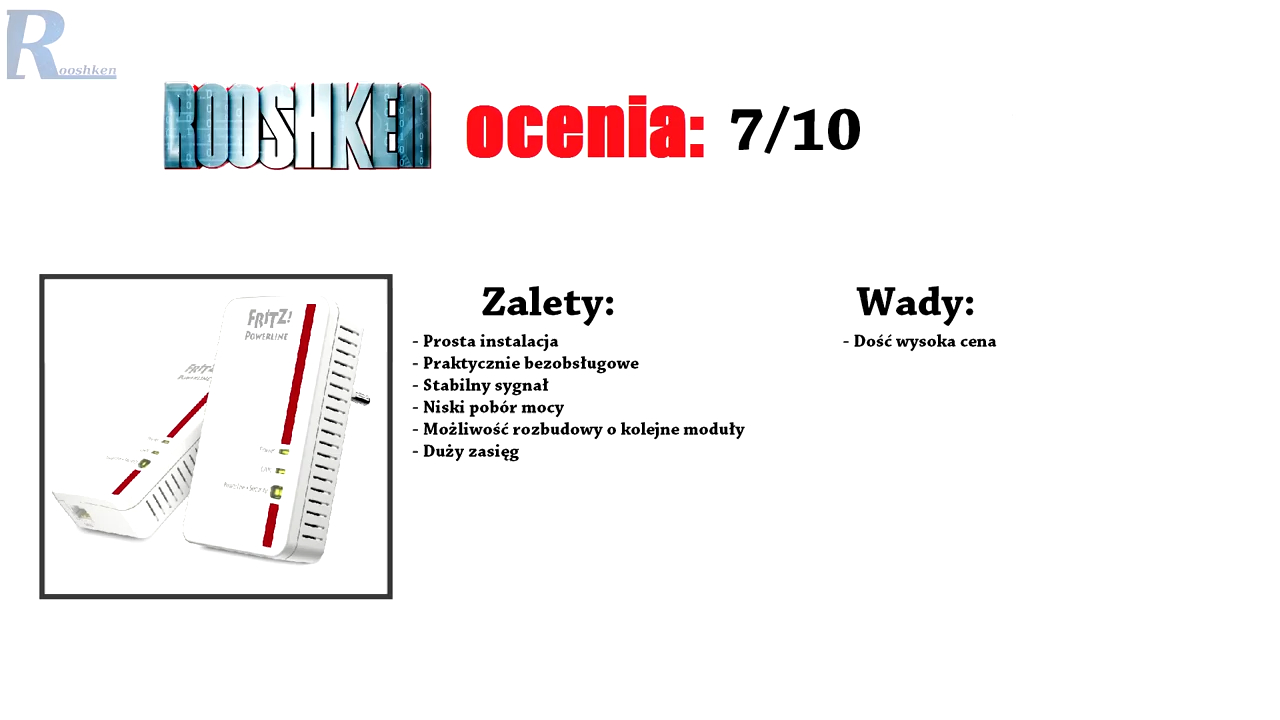 Rooshken
ROOSHKEN ocenia: 7/10
Zalety:
- Prosta instalacja
- Praktycznie bezobsługowe
- Stabilny sygnał
- Niski pobór mocy
- Możliwość rozbudowy o kolejne moduły
- Duży zasięg
Wady:
- Dość wysoka cena
FRITZ!
POWERLINE